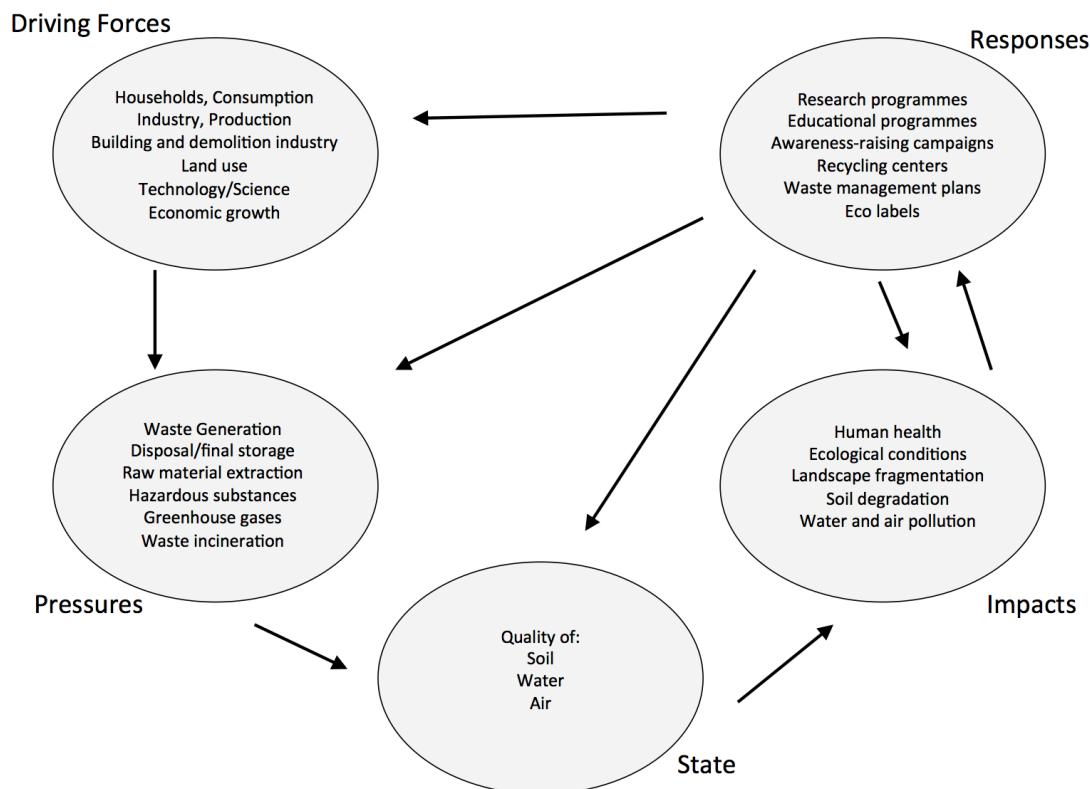 Driving Forces
Households, Consumption
Industry, Production
Building and demolition industry
Land use
Technology/Science
Economic growth
Responses
Research programmes
Educational programmes
Awareness-raising campaigns
Recycling centers
Waste management plans
Eco labels
Waste Generation
Disposal/final storage
Raw material extraction
Hazardous substances
Greenhouse gases
Waste incineration
Pressures
Human health
Ecological conditions
Landscape fragmentation
Soil degradation
Water and air pollution
Impacts
Quality of:
Soil
Water
Air
State